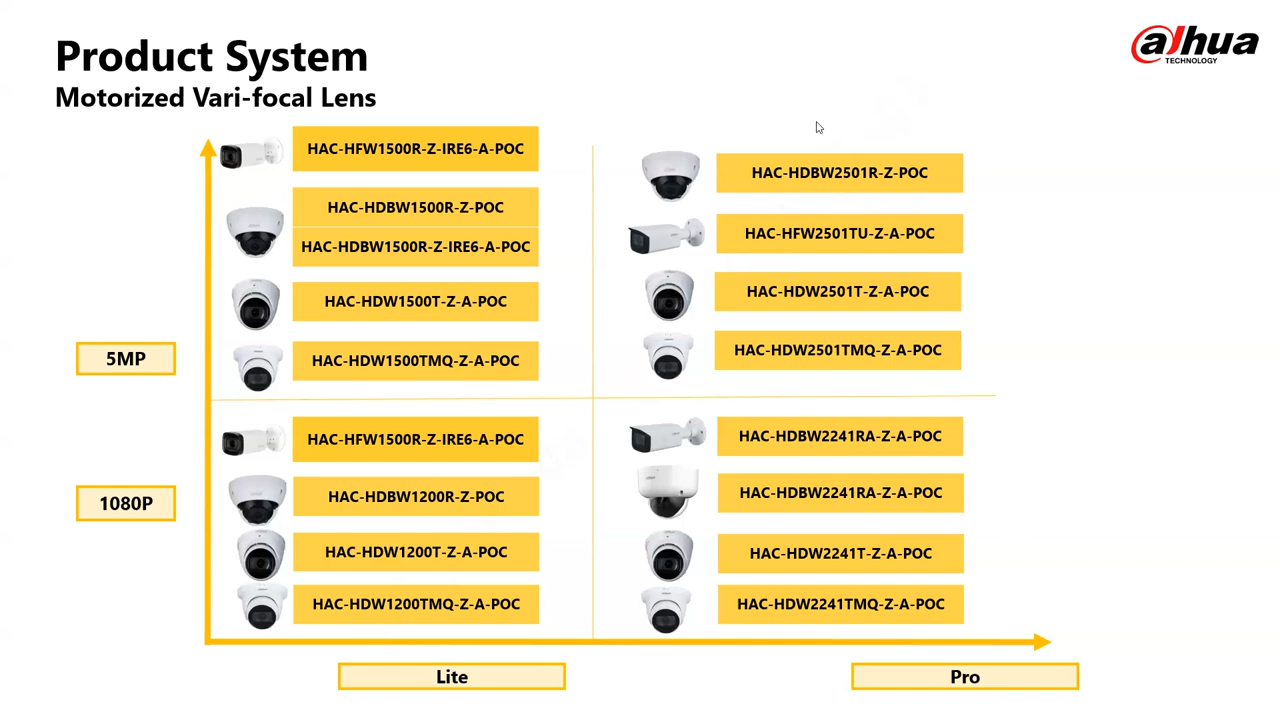 Product System
Motorized Vari-focal Lens
alhua
TECHNOLOGY
HAC-HFW1500R-Z-IRE6-A-POC
HAC-HDBW1500R-Z-POC
HAC-HDBW1500R-Z-IRE6-A-POC
HAC-HDW1500T-Z-A-POC
HAC-HDW1500TMQ-Z-A-POC
HAC-HDBW2501R-Z-POC
HAC-HFW2501TU-Z-A-POC
HAC-HDW2501T-Z-A-POC
HAC-HDW2501TMQ-Z-A-POC
5MP
HAC-HFW1500R-Z-IRE6-A-POC
HAC-HDBW1200R-Z-POC
HAC-HDW1200T-Z-A-POC
HAC-HDW1200TMQ-Z-A-POC
HAC-HDBW2241RA-Z-A-POC
HAC-HDBW2241RA-Z-A-POC
HAC-HDW2241T-Z-A-POC
HAC-HDW2241TMQ-Z-A-POC
1080P
Lite
Pro